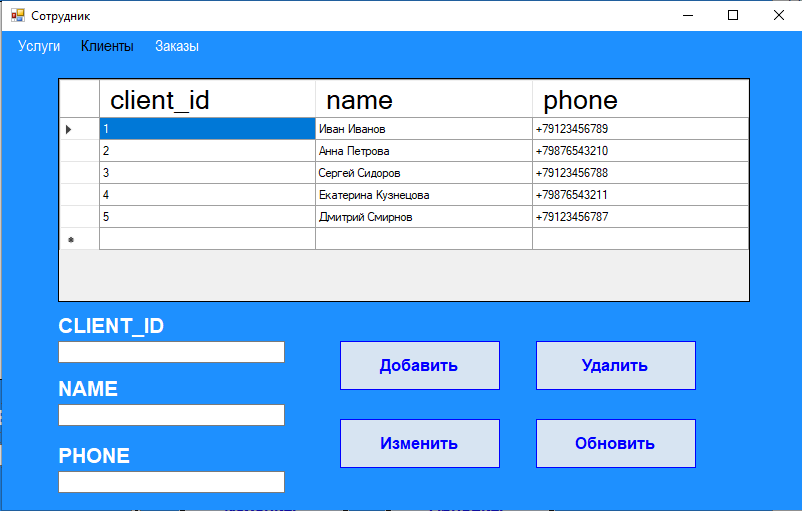 Сотрудник
Услуги Клиенты Заказы
client_id name phone
1 Иван Иванов +79123456789
2 Анна Петрова +79876543210
3 Сергей Сидоров +79123456788
4 Екатерина Кузнецова +79876543211
5 Дмитрий Смирнов +79123456787
CLIENT_ID
Добавить Удалить
NAME
Изменить Обновить
PHONE